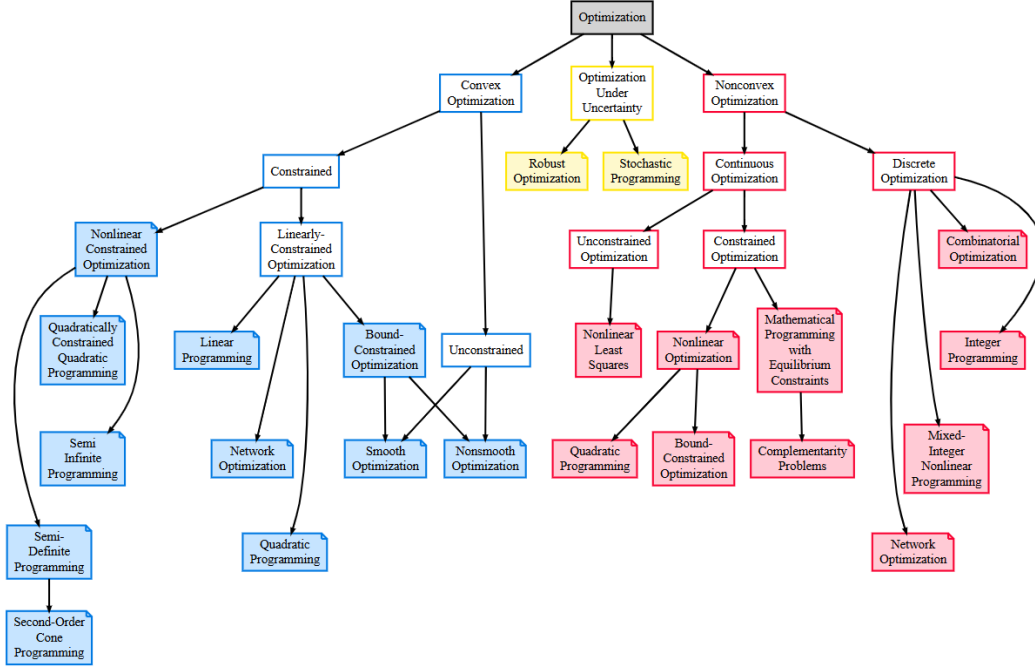 Optimization
Convex
Optimization
Optimization
Under
Uncertainty
Nonconvex
Optimization
Constrained
Robust
Optimization
Stochastic
Programming
Continuous
Optimization
Discrete
Optimization
Nonlinear
Constrained
Optimization
Linearly-
Constrained
Optimization
Unconstrained
Optimization
Constrained
Optimization
Combinatorial
Optimization
Quadratically
Constrained
Quadratic
Programming
Linear
Programming
Bound-
Constrained
Optimization
Unconstrained
Nonlinear
Least
Squares
Nonlinear
Optimization
Mathematical
Programming
with
Equilibrium
Constraints
Integer
Programming
Semi
Infinite
Programming
Network
Optimization
Smooth
Optimization
Nonsmooth
Optimization
Quadratic
Programming
Bound-
Constrained
Optimization
Complementarity
Problems
Mixed-
Integer
Nonlinear
Programming
Semi-
Definite
Programming
Quadratic
Programming
Network
Optimization
Second-Order
Cone
Programming